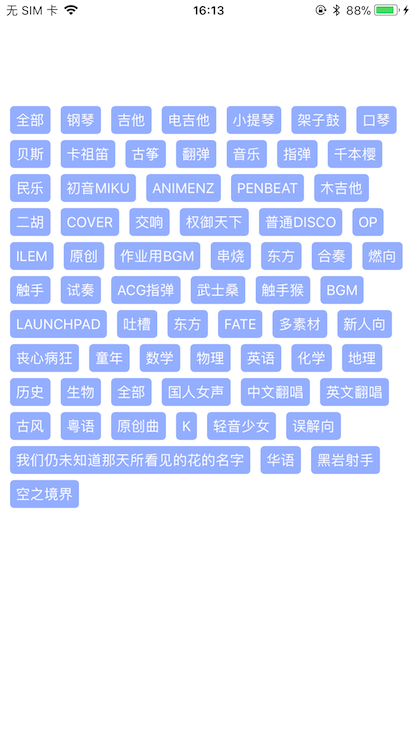 无 SIM 卡 16:13 88%
全部 钢琴 吉他 电吉他 小提琴 架子鼓 口琴
贝斯 卡祖笛 古筝 翻弹 音乐 指弹 千本樱
民乐 初音MIKU ANIMENZ PENBEAT 木吉他
二胡 COVER 交响 权御天下 普通DISCO OP
ILEM 原创 作业用BGM 串烧 东方 合奏 燃向
触手 试奏 ACG指弹 武士桑 触手猴 BGM
LAUNCHPAD 吐槽 东方 FATE 多素材 新人向
丧心病狂 童年 数学 物理 英语 化学 地理
历史 生物 全部 国人女声 中文翻唱 英文翻唱
古风 粤语 原创曲 K 轻音少女 误解向
我们仍未知道那天所看见的花的名字 华语 黑岩射手
空之境界